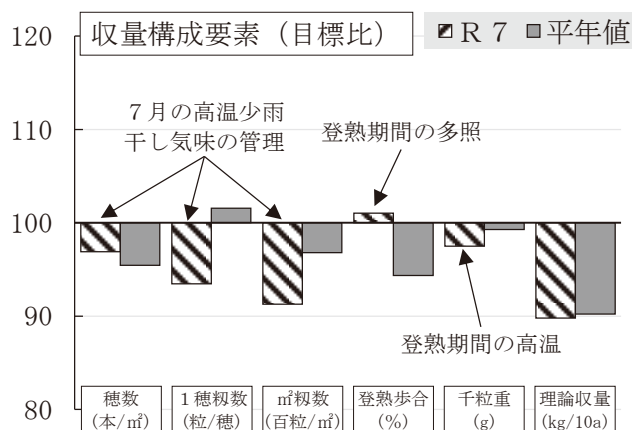 収量構成要素（目標比）
R 7 平年値
120
110
100
90
80
７月の高温少雨
干し気味の管理
登熟期間の多照
登熟期間の高温
穂数
(本/㎡)
１穂籾数
(粒/穂)
㎡籾数
(百粒/㎡)
登熟歩合
(%)
千粒重
(g)
理論収量
(kg/10a)